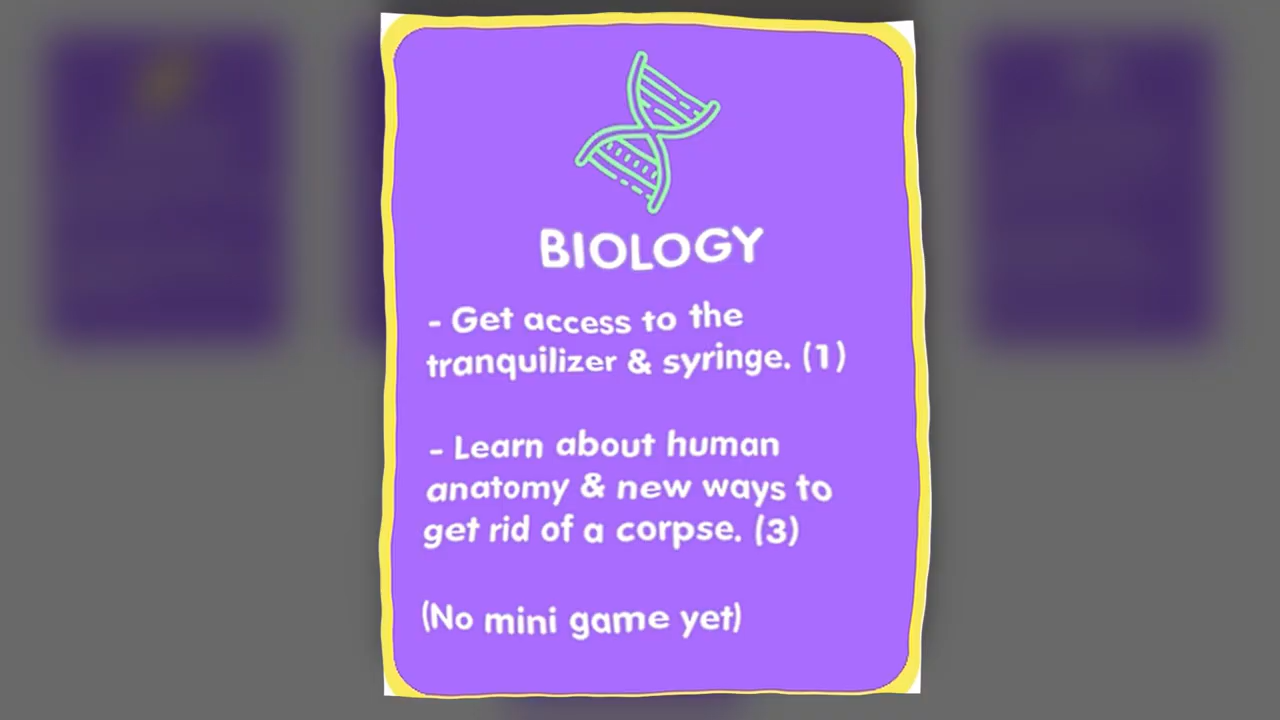 BIOLOGY
- Get access to the
tranquilizer & syringe. (1)
- Learn about human
anatomy & new ways to
get rid of a corpse. (3)
(No mini game yet)